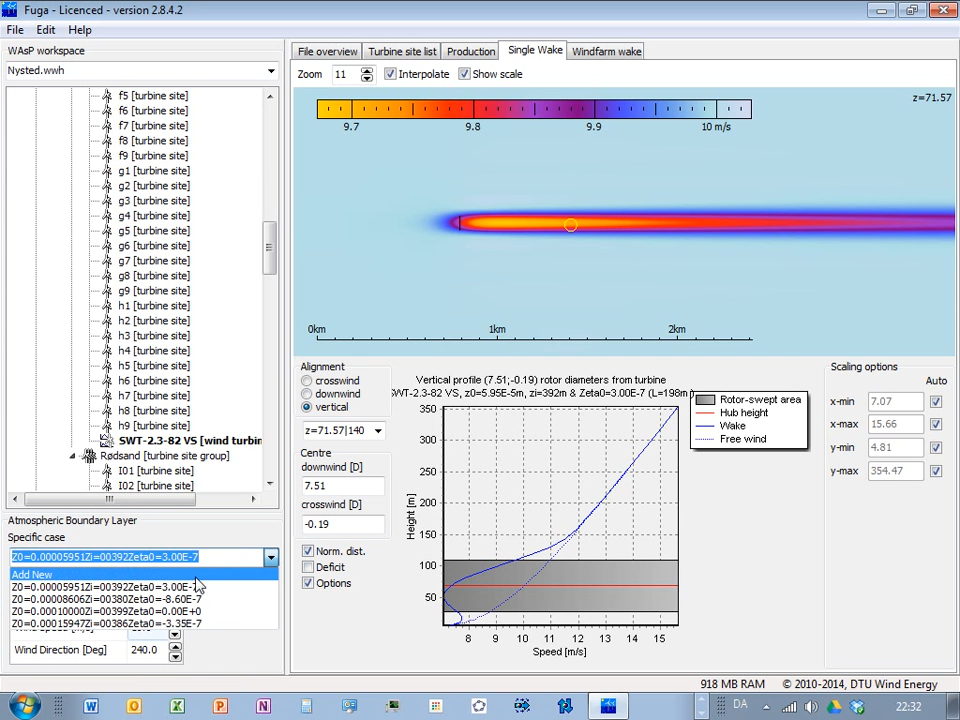 Fuga - Licenced - version 2.8.4.2
File Edit Help
WAsP workspace
Nysted.wwh
f5 [turbine site]
f6 [turbine site]
f7 [turbine site]
f8 [turbine site]
f9 [turbine site]
g1 [turbine site]
g2 [turbine site]
g3 [turbine site]
g4 [turbine site]
g5 [turbine site]
g6 [turbine site]
g7 [turbine site]
g8 [turbine site]
g9 [turbine site]
h1 [turbine site]
h2 [turbine site]
h3 [turbine site]
h4 [turbine site]
h5 [turbine site]
h6 [turbine site]
h7 [turbine site]
h8 [turbine site]
h9 [turbine site]
SWT-2.3-82 VS [wind turbin
Rødsand [turbine site group]
I01 [turbine site]
I02 [turbine site]
Atmospheric Boundary Layer
Specific case
Z0=0.00005951Zi=00392Zeta0=3.00E-7
Add New
Z0=0.00005951Zi=00392Zeta0=3.00E-7
Z0=0.00008606Zi=00380Zeta0=-8.60E-7
Z0=0.00010000Zi=00399Zeta0=0.00E+0
Z0=0.00015947Zi=00386Zeta0=-3.35E-7
Wind Direction [Deg] 240.0
File overview Turbine site list Production Single Wake Windfarm wake
Zoom 11 Interpolate Show scale
z=71.57
9.7 9.8 9.9 10 m/s
0km 1km 2km
Alignment
crosswind
downwind
vertical
z=71.57|140
Centre
downwind [D]
7.51
crosswind [D]
-0.19
Norm. dist.
Deficit
Options
Vertical profile (7.51;-0.19) rotor diameters from turbine
SWT-2.3-82 VS, z0=5.95E-5m, zi=392m & Zeta0=3.00E-7 (L=198m)
350
300
250
200
150
100
50
Height [m]
8 9 10 11 12 13 14 15
Speed [m/s]
Rotor-swept area
Hub height
Wake
Free wind
Scaling options
Auto
x-min 7.07
x-max 15.66
y-min 4.81
y-max 354.47
918 MB RAM © 2010-2014, DTU Wind Energy
DA 22:32